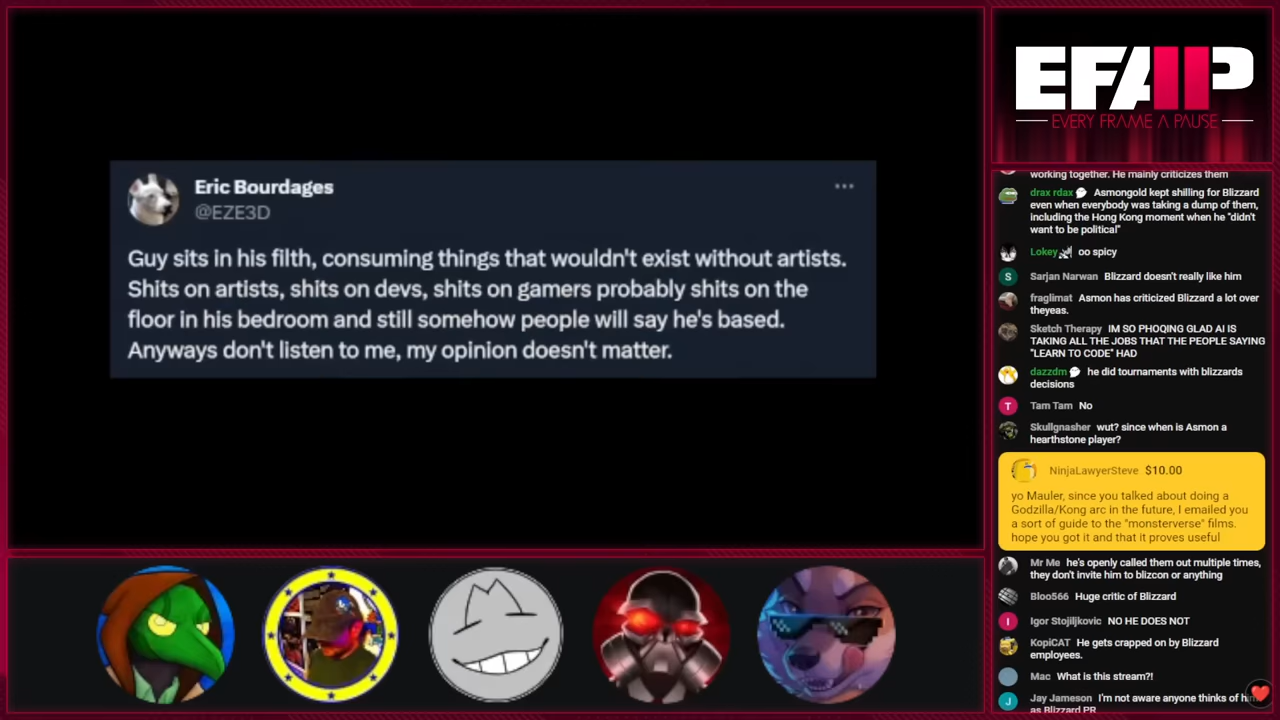 Eric Bourdages
@EZE3D
Guy sits in his filth, consuming things that wouldn't exist without artists.
Shits on artists, shits on devs, shits on gamers probably shits on the
floor in his bedroom and still somehow people will say he's based.
Anyways don't listen to me, my opinion doesn't matter.
EFAP
EVERY FRAME A PAUSE
working together. He mainly criticizes them
drax rdax Asmongold kept shilling for Blizzard
even when everybody was taking a dump of them,
including the Hong Kong moment when he "didn't
want to be political"
Lokey oo spicy
Sarjan Narwan Blizzard doesn't really like him
fraglimat Asmon has criticized Blizzard a lot over
theyeas.
Sketch Therapy IM SO PHOQING GLAD AI IS
TAKING ALL THE JOBS THAT THE PEOPLE SAYING
"LEARN TO CODE" HAD
dazzdm he did tournaments with blizzards
decisions
T
Tam Tam No
Skullgnasher wut? since when is Asmon a
hearthstone player?
NinjaLawyerSteve $10.00
yo Mauler, since you talked about doing a
Godzilla/Kong arc in the future, I emailed you
a sort of guide to the "monsterverse" films.
hope you got it and that it proves useful
Mr Me he's openly called them out multiple times,
they don't invite him to blizcon or anything
Bloo566 Huge critic of Blizzard
I
Igor Stojiljkovic NO HE DOES NOT
KopiCAT He gets crapped on by Blizzard
employees.
Mac What is this stream?!
J
Jay Jameson I'm not aware anyone thinks of
as Blizzard PR
S